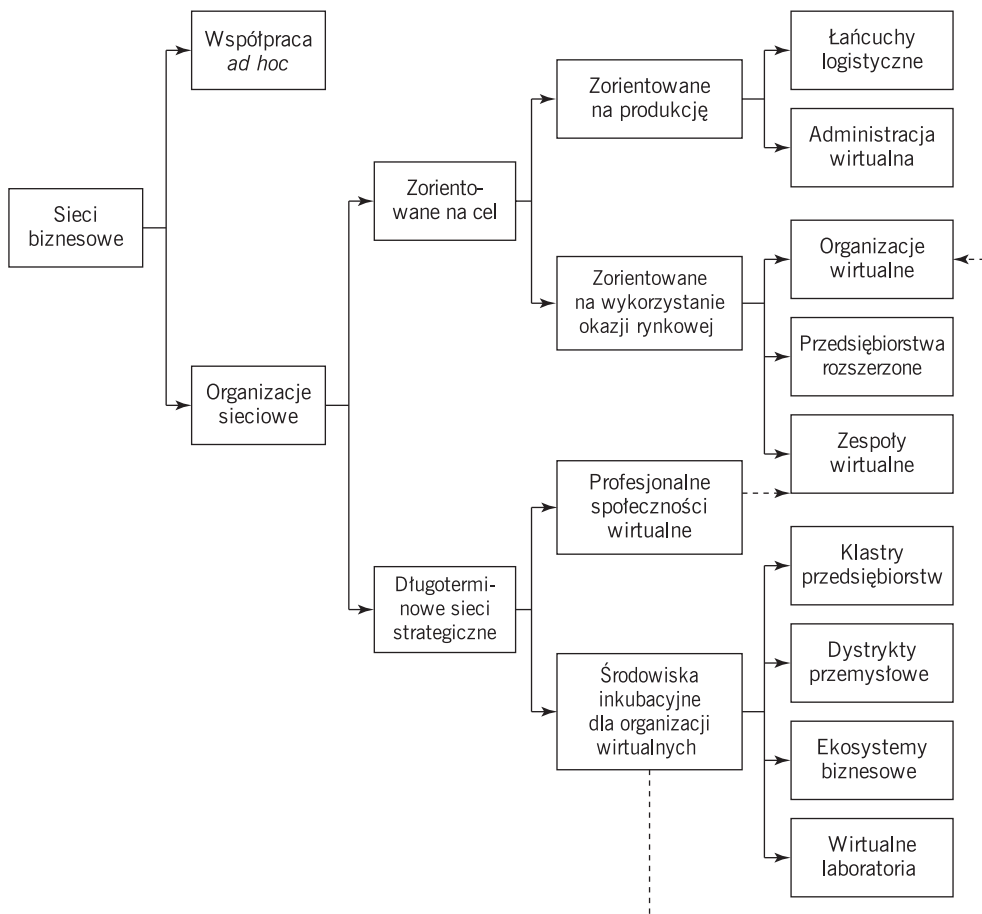 Współpraca
ad hoc
Sieci
biznesowe
Organizacje
sieciowe
Zoriento-
wane na cel
Długotermi-
nowe sieci
strategiczne
Zorientowane
na produkcję
Zorientowane
na wykorzystanie
okazji rynkowej
Profesjonalne
społeczności
wirtualne
Środowiska
inkubacyjne
dla organizacji
wirtualnych
Łańcuchy
logistyczne
Administracja
wirtualna
Organizacje
wirtualne
Przedsiębiorstwa
rozszerzone
Zespoły
wirtualne
Klastry
przedsiębiorstw
Dystrykty
przemysłowe
Ekosystemy
biznesowe
Wirtualne
laboratoria